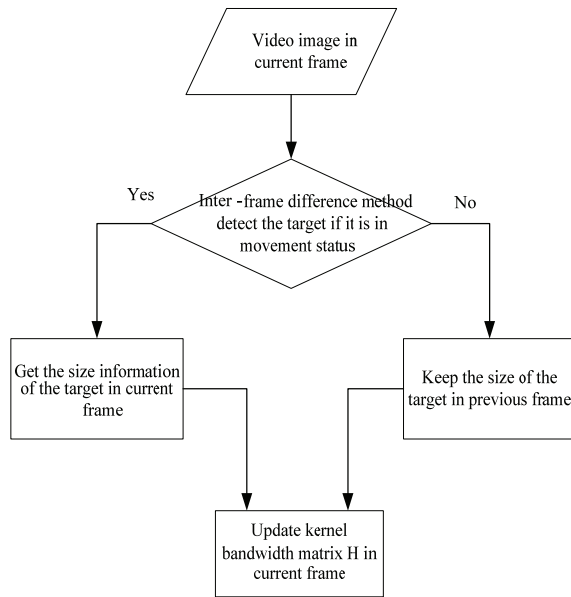 Video image in
current frame
Yes
Inter -frame difference method
detect the target if it is in
movement status
No
Get the size information
of the target in current
frame
Keep the size of the
target in previous frame
Update kernel
bandwidth matrix H in
current frame